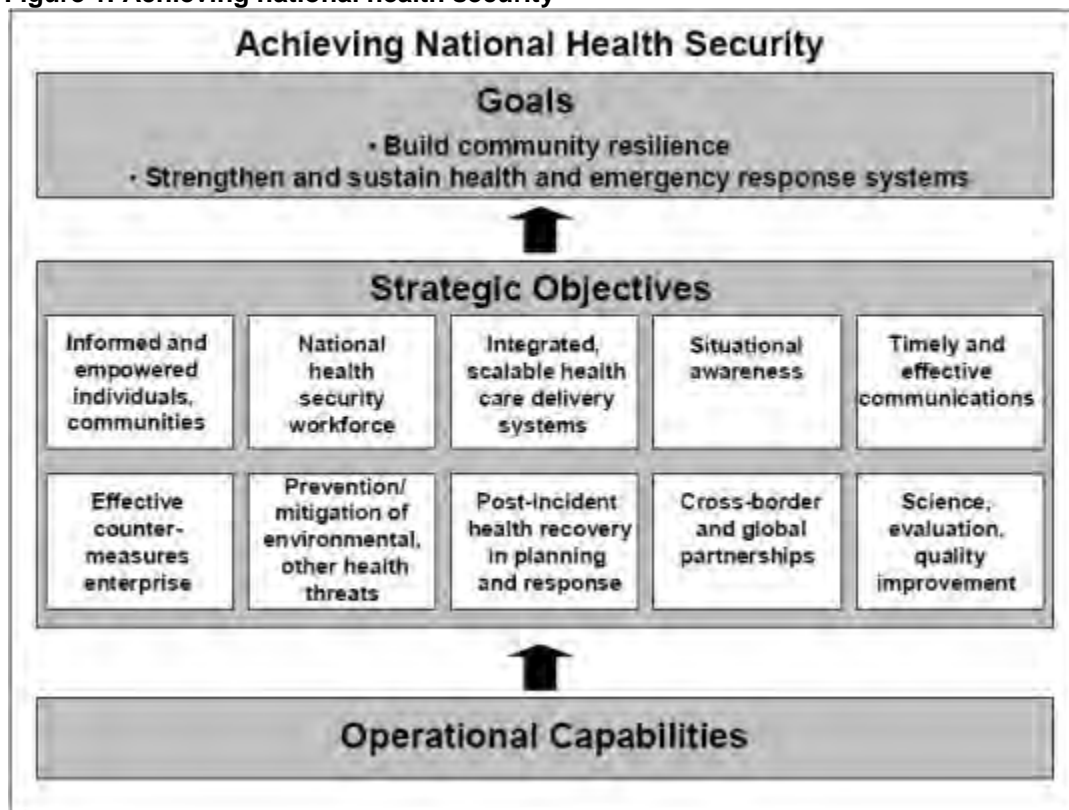 Figure 1. Achieving national health security
Achieving National Health Security
Goals
· Build community resilience
· Strengthen and sustain health and emergency response systems
Strategic Objectives
Informed and
empowered
individuals,
communities
National
health
security
workforce
Integrated,
scalable health
care delivery
systems
Situational
awareness
Timely and
effective
communications
Effective
counter-
measures
enterprise
Prevention/
mitigation of
environmental,
other health
threats
Post-incident
health recovery
in planning
and response
Cross-border
and global
partnerships
Science,
evaluation,
quality
improvement
Operational Capabilities